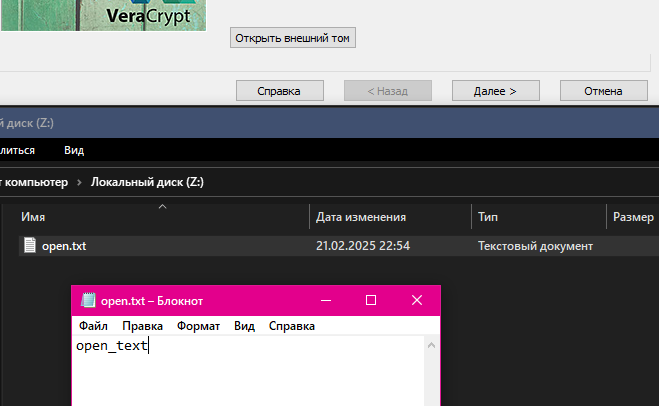 VeraCrypt
Открыть внешний том
Справка
< Назад
Далее >
Отмена
й диск (Z:)
литься Вид
т компьютер > Локальный диск (Z:)
Имя Дата изменения Тип Размер
open.txt 21.02.2025 22:54 Текстовый документ
open.txt – Блокнот
Файл Правка Формат Вид Справка
open_text